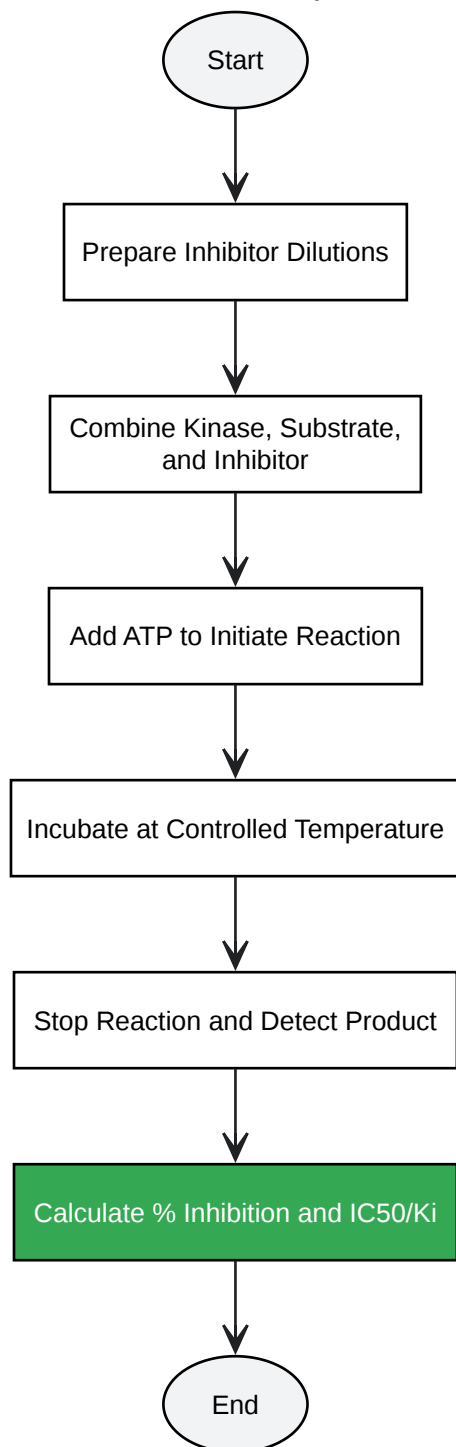 Start
Prepare Inhibitor Dilutions
Combine Kinase, Substrate,
and Inhibitor
Add ATP to Initiate Reaction
Incubate at Controlled Temperature
Stop Reaction and Detect Product
Calculate % Inhibition and IC50/Ki
End